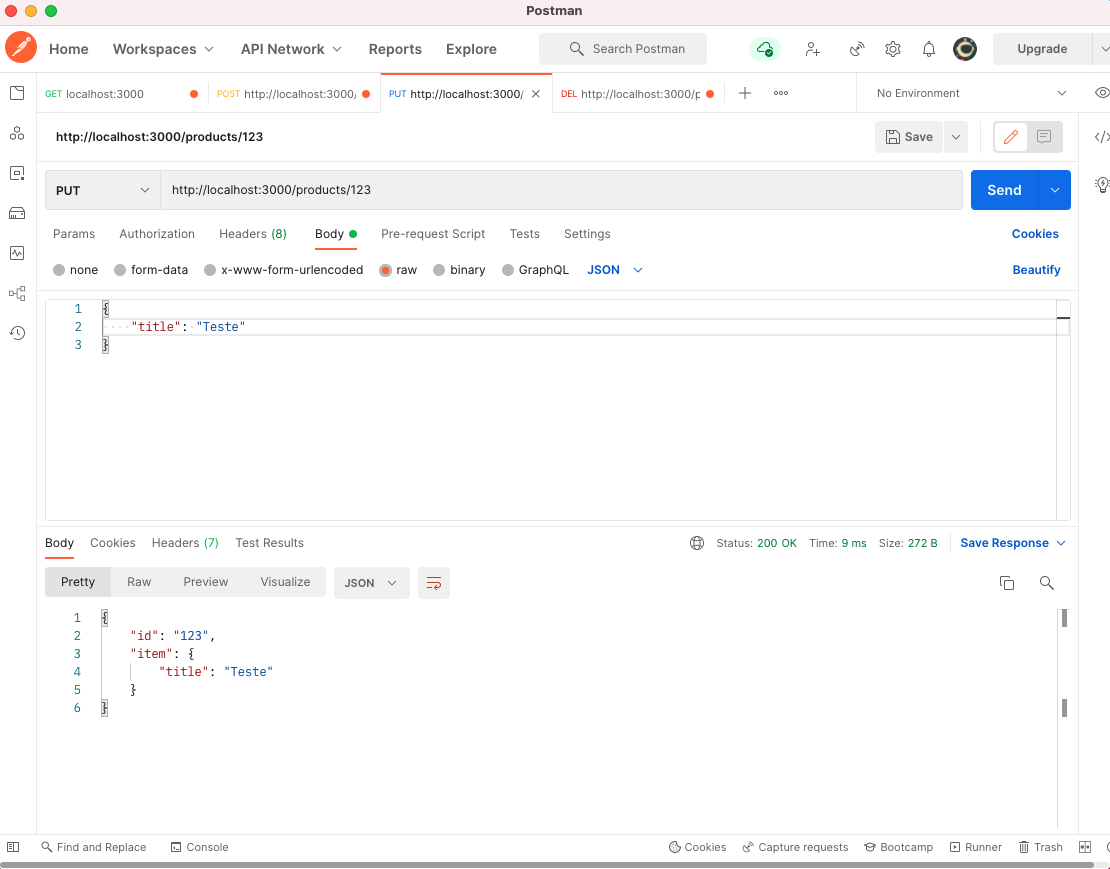 Postman
Home Workspaces API Network Reports Explore Search Postman Upgrade
GET localhost:3000 POST http://localhost:3000/ PUT http://localhost:3000/ DEL http://localhost:3000/p ooo No Environment
http://localhost:3000/products/123 Save
PUT http://localhost:3000/products/123 Send
Params Authorization Headers (8) Body Pre-request Script Tests Settings Cookies
none form-data x-www-form-urlencoded raw binary GraphQL JSON Beautify
1 {
2 "title": "Teste"
3 }
Body Cookies Headers (7) Test Results Status: 200 OK Time: 9 ms Size: 272 B Save Response
Pretty Raw Preview Visualize JSON
1 {
2 "id": "123",
3 "item": {
4 "title": "Teste"
5 }
6 }
Find and Replace Console Cookies Capture requests Bootcamp Runner Trash